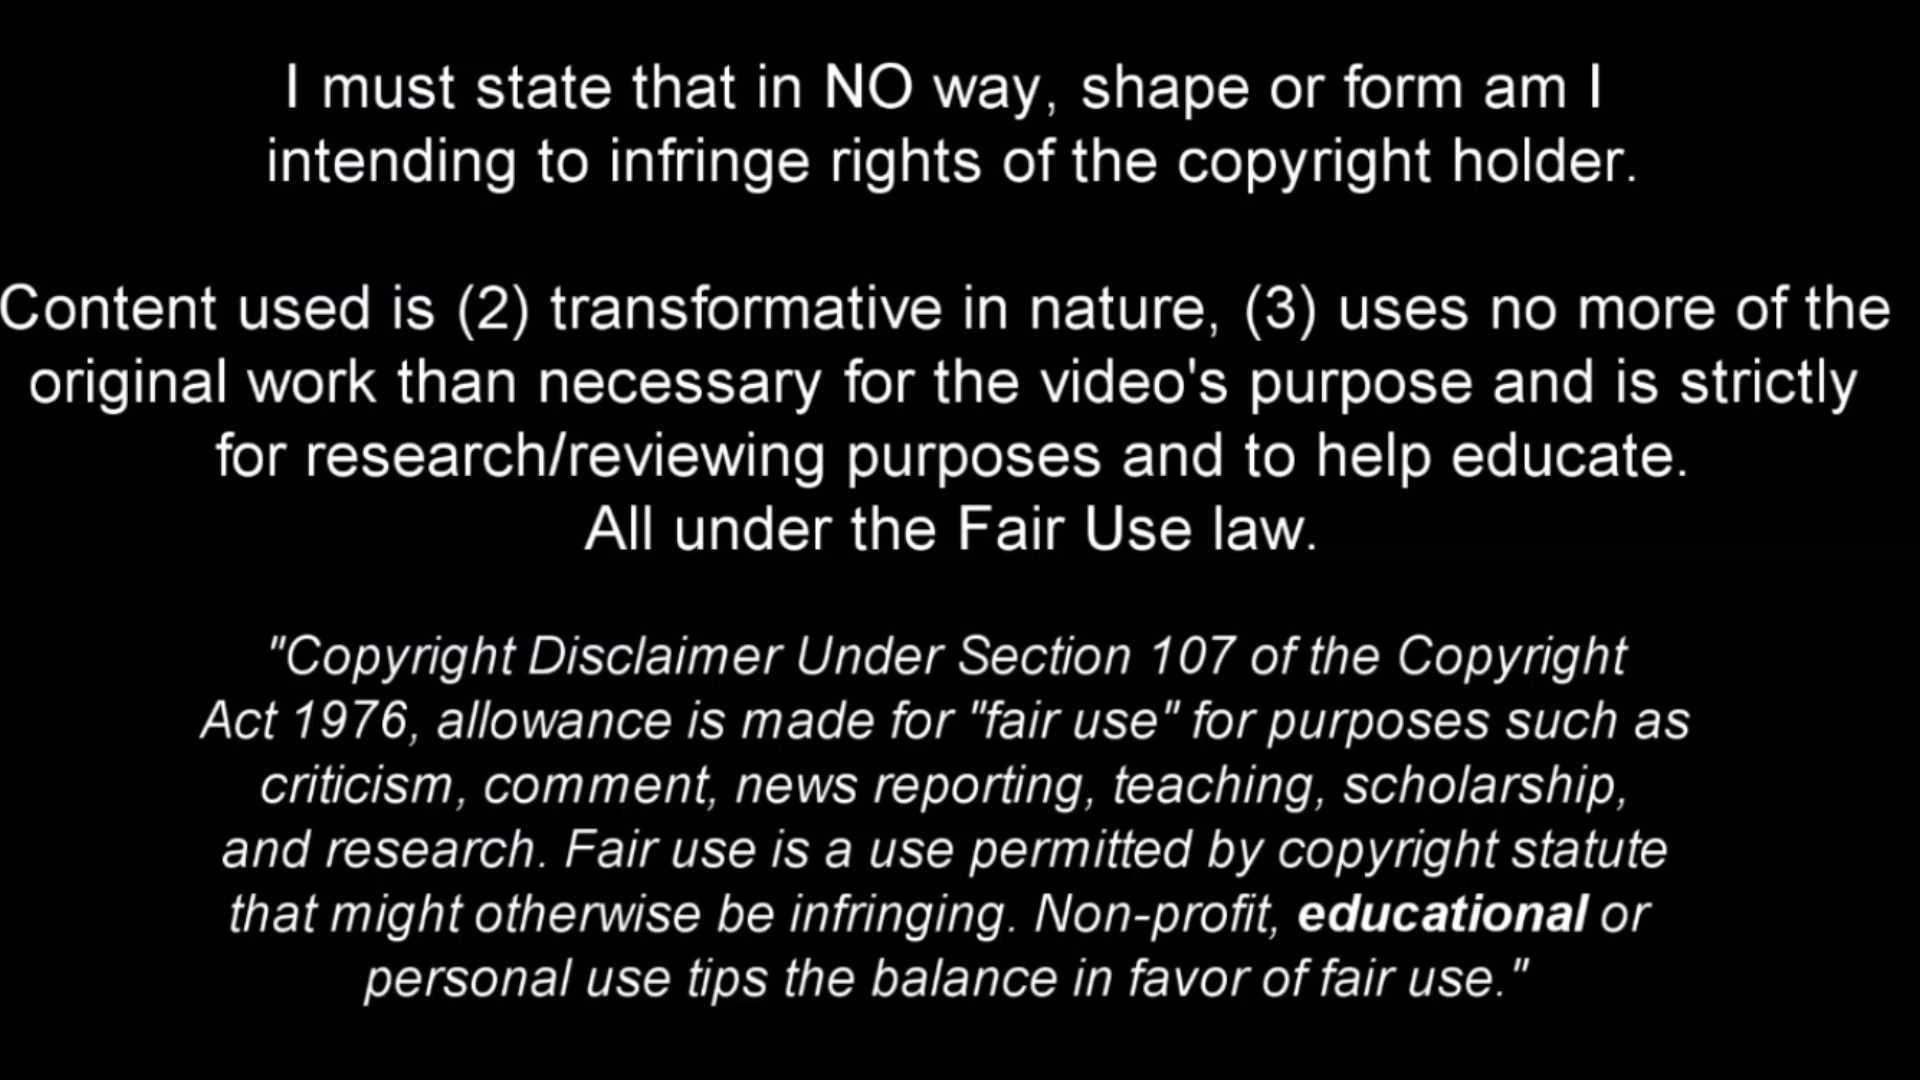 I must state that in NO way, shape or form am I
intending to infringe rights of the copyright holder.
Content used is (2) transformative in nature, (3) uses no more of the
original work than necessary for the video's purpose and is strictly
for research/reviewing purposes and to help educate.
All under the Fair Use law.
"Copyright Disclaimer Under Section 107 of the Copyright
Act 1976, allowance is made for "fair use" for purposes such as
criticism, comment, news reporting, teaching, scholarship,
and research. Fair use is a use permitted by copyright statute
that might otherwise be infringing. Non-profit, educational or
personal use tips the balance in favor of fair use."